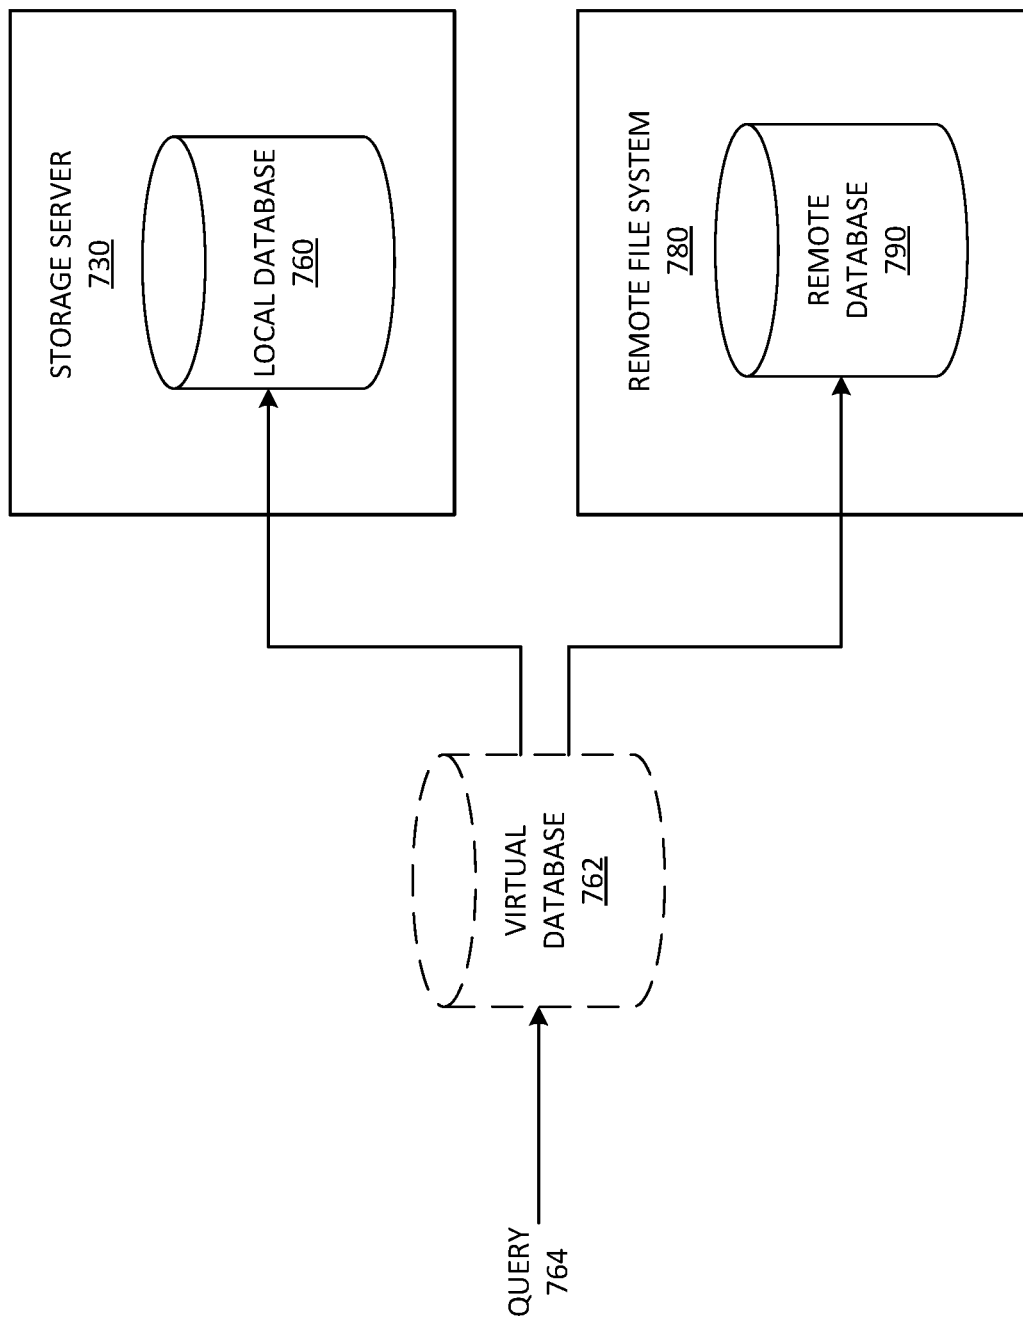 STORAGE SERVER
730
LOCAL DATABASE
760
REMOTE FILE SYSTEM
780
REMOTE
DATABASE
790
VIRTUAL
DATABASE
762
QUERY
764